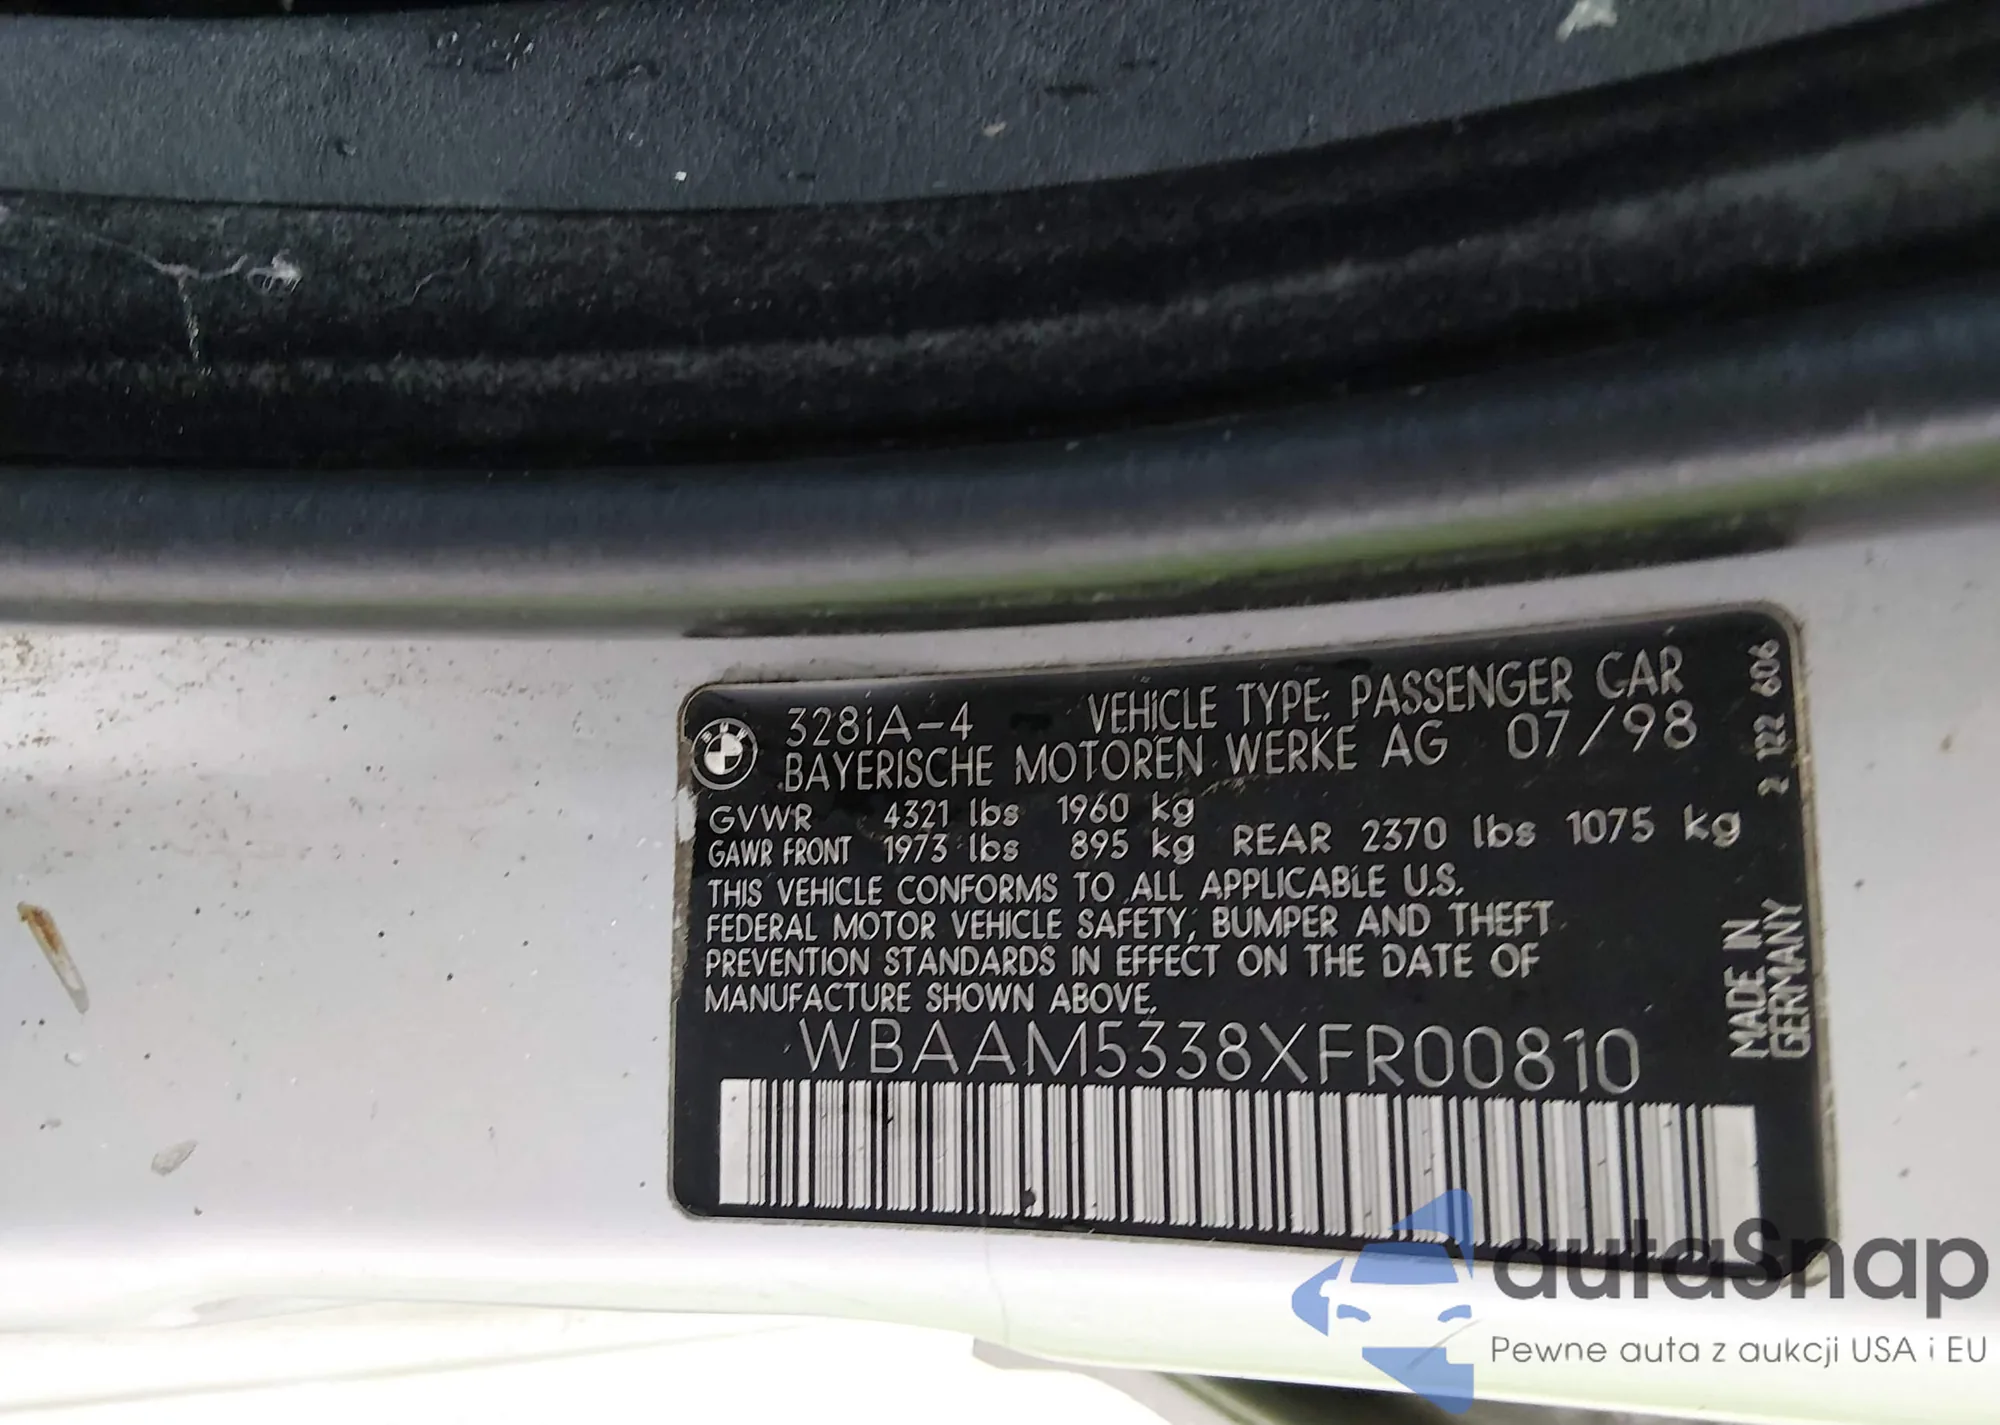 328iA-4 VEHiCLE TYPE: PASSENGER CAR
BAYERISCHE MOTOREN WERKE AG 07/98
GVWR 4321 lbs 1960 kg
GAWR FRONT 1973 lbs 895 kg REAR 2370 lbs 1075 kg
THIS VEHICLE CONFORMS TO ALL APPLICABLE U.S.
FEDERAL MOTOR VEHICLE SAFETY, BUMPER AND THEFT
PREVENTION STANDARDS IN EFFECT ON THE DATE OF
MANUFACTURE SHOWN ABOVE.
WBAAM5338XFR00810
2 122 606
MADE IN
GERMANY
autaSnap
Pewne auta z aukcji USA i EU